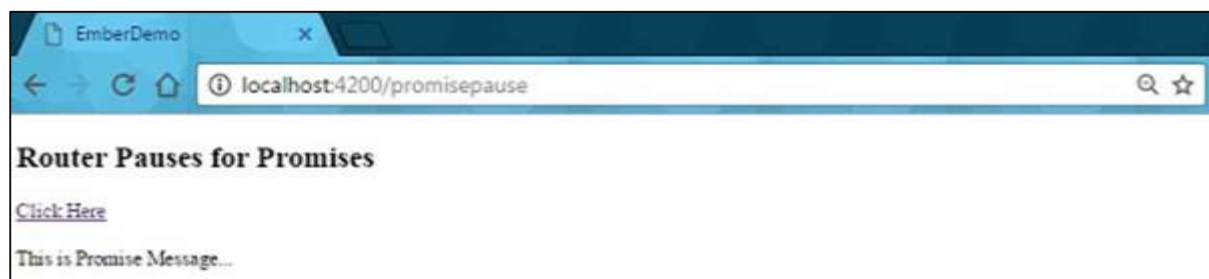 EmberDemo
localhost:4200/promisepause
Router Pauses for Promises
Click Here
This is Promise Message...